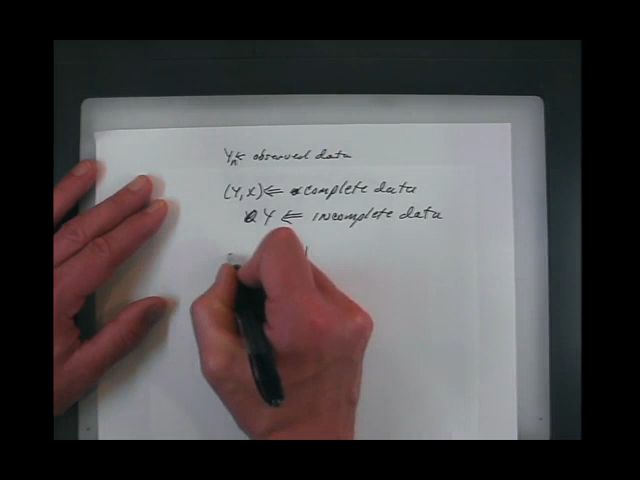 Yn ← observed data
(Y, X) ⇐ complete data
Y ⇐ incomplete data